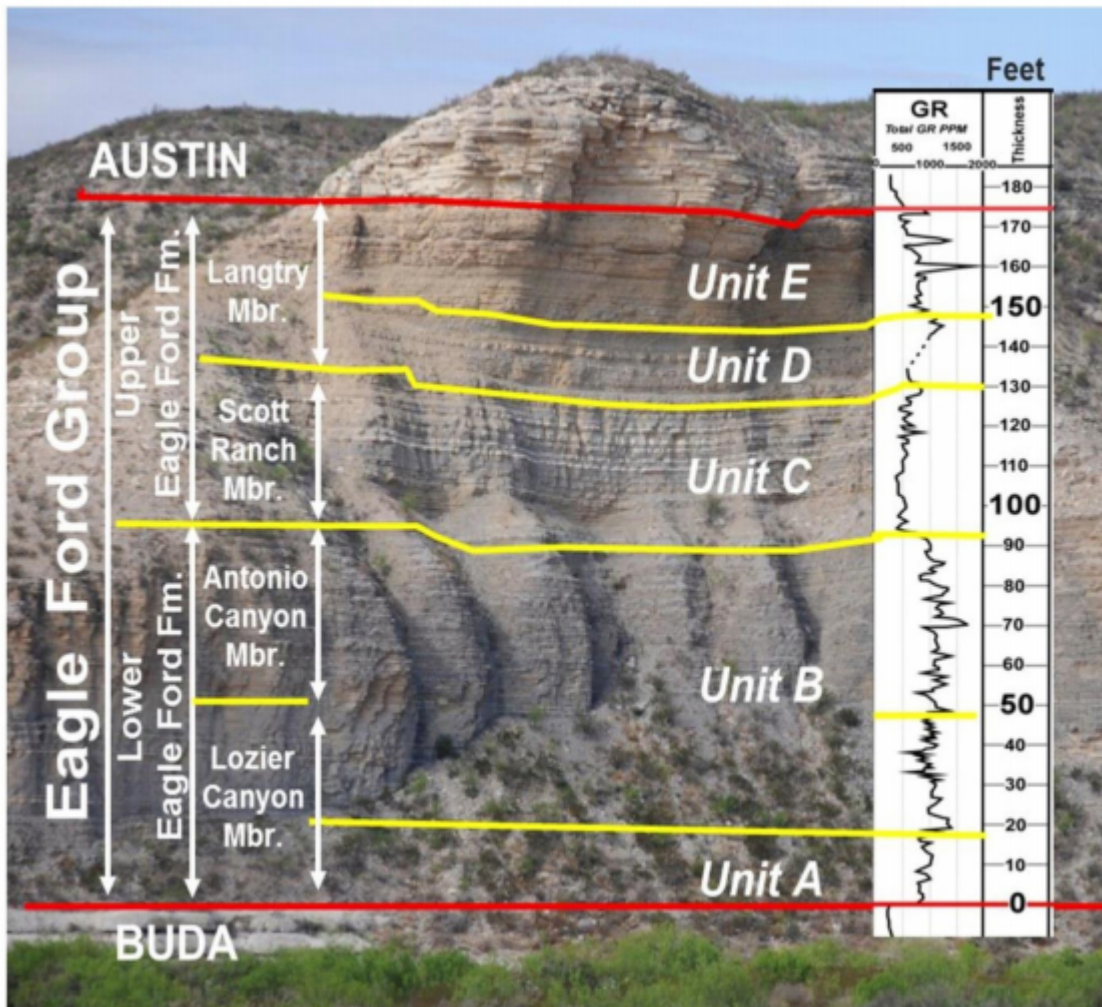 Feet
GR
Total GR PPM
500 1500
0 1000 2000
Thickness
AUSTIN
180
170
160
150
140
130
120
110
100
90
80
70
60
50
40
30
20
10
0
Eagle Ford Group
Upper
Eagle Ford Fm.
Lower
Eagle Ford Fm.
Langtry
Mbr.
Scott
Ranch
Mbr.
Antonio
Canyon
Mbr.
Lozier
Canyon
Mbr.
Unit E
Unit D
Unit C
Unit B
Unit A
BUDA